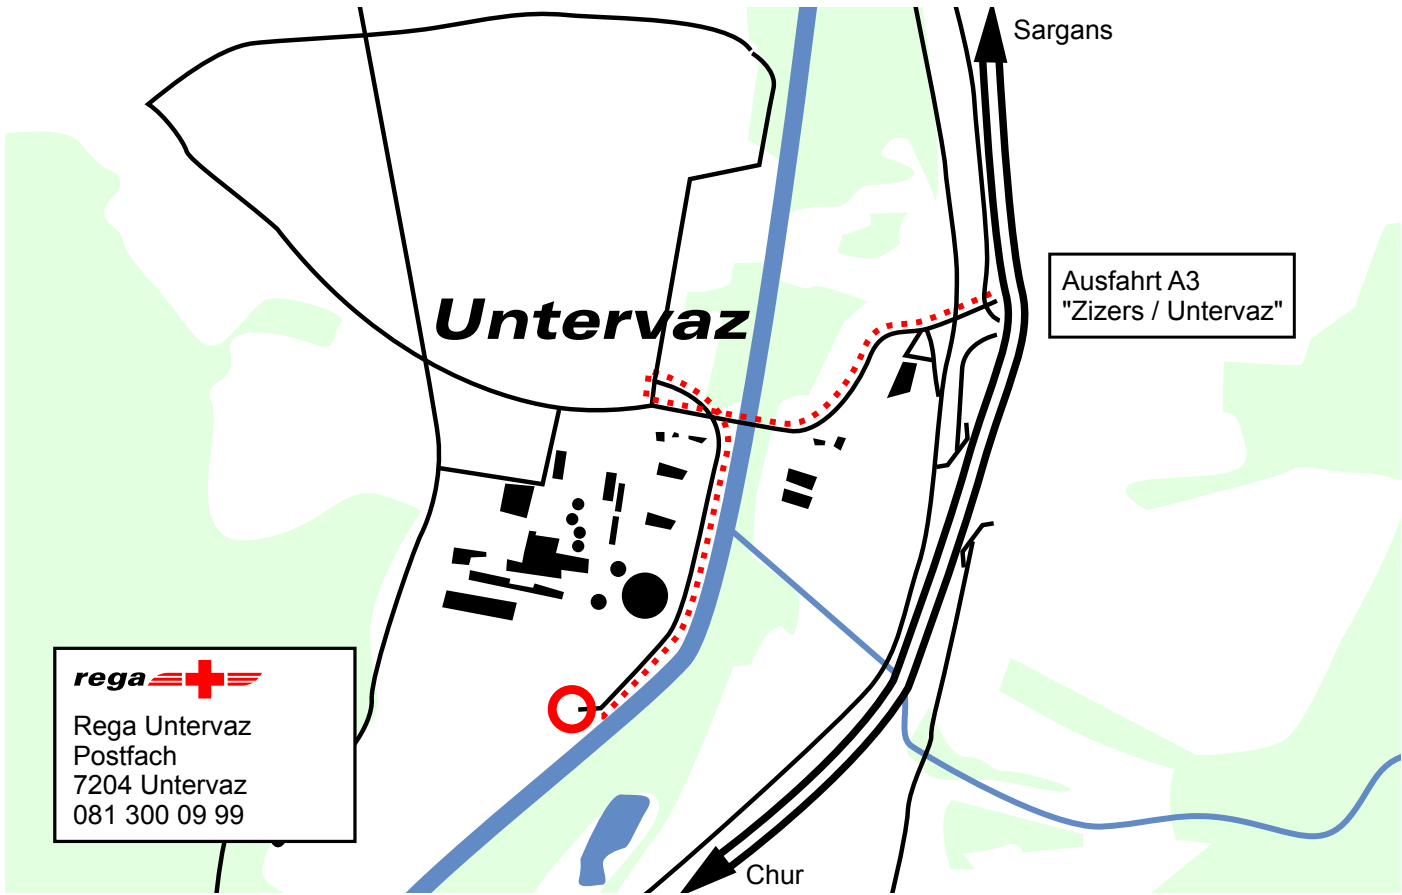 Sargans
Ausfahrt A3
"Zizers / Untervaz"
Untervaz
rega
Rega Untervaz
Postfach
7204 Untervaz
081 300 09 99
Chur